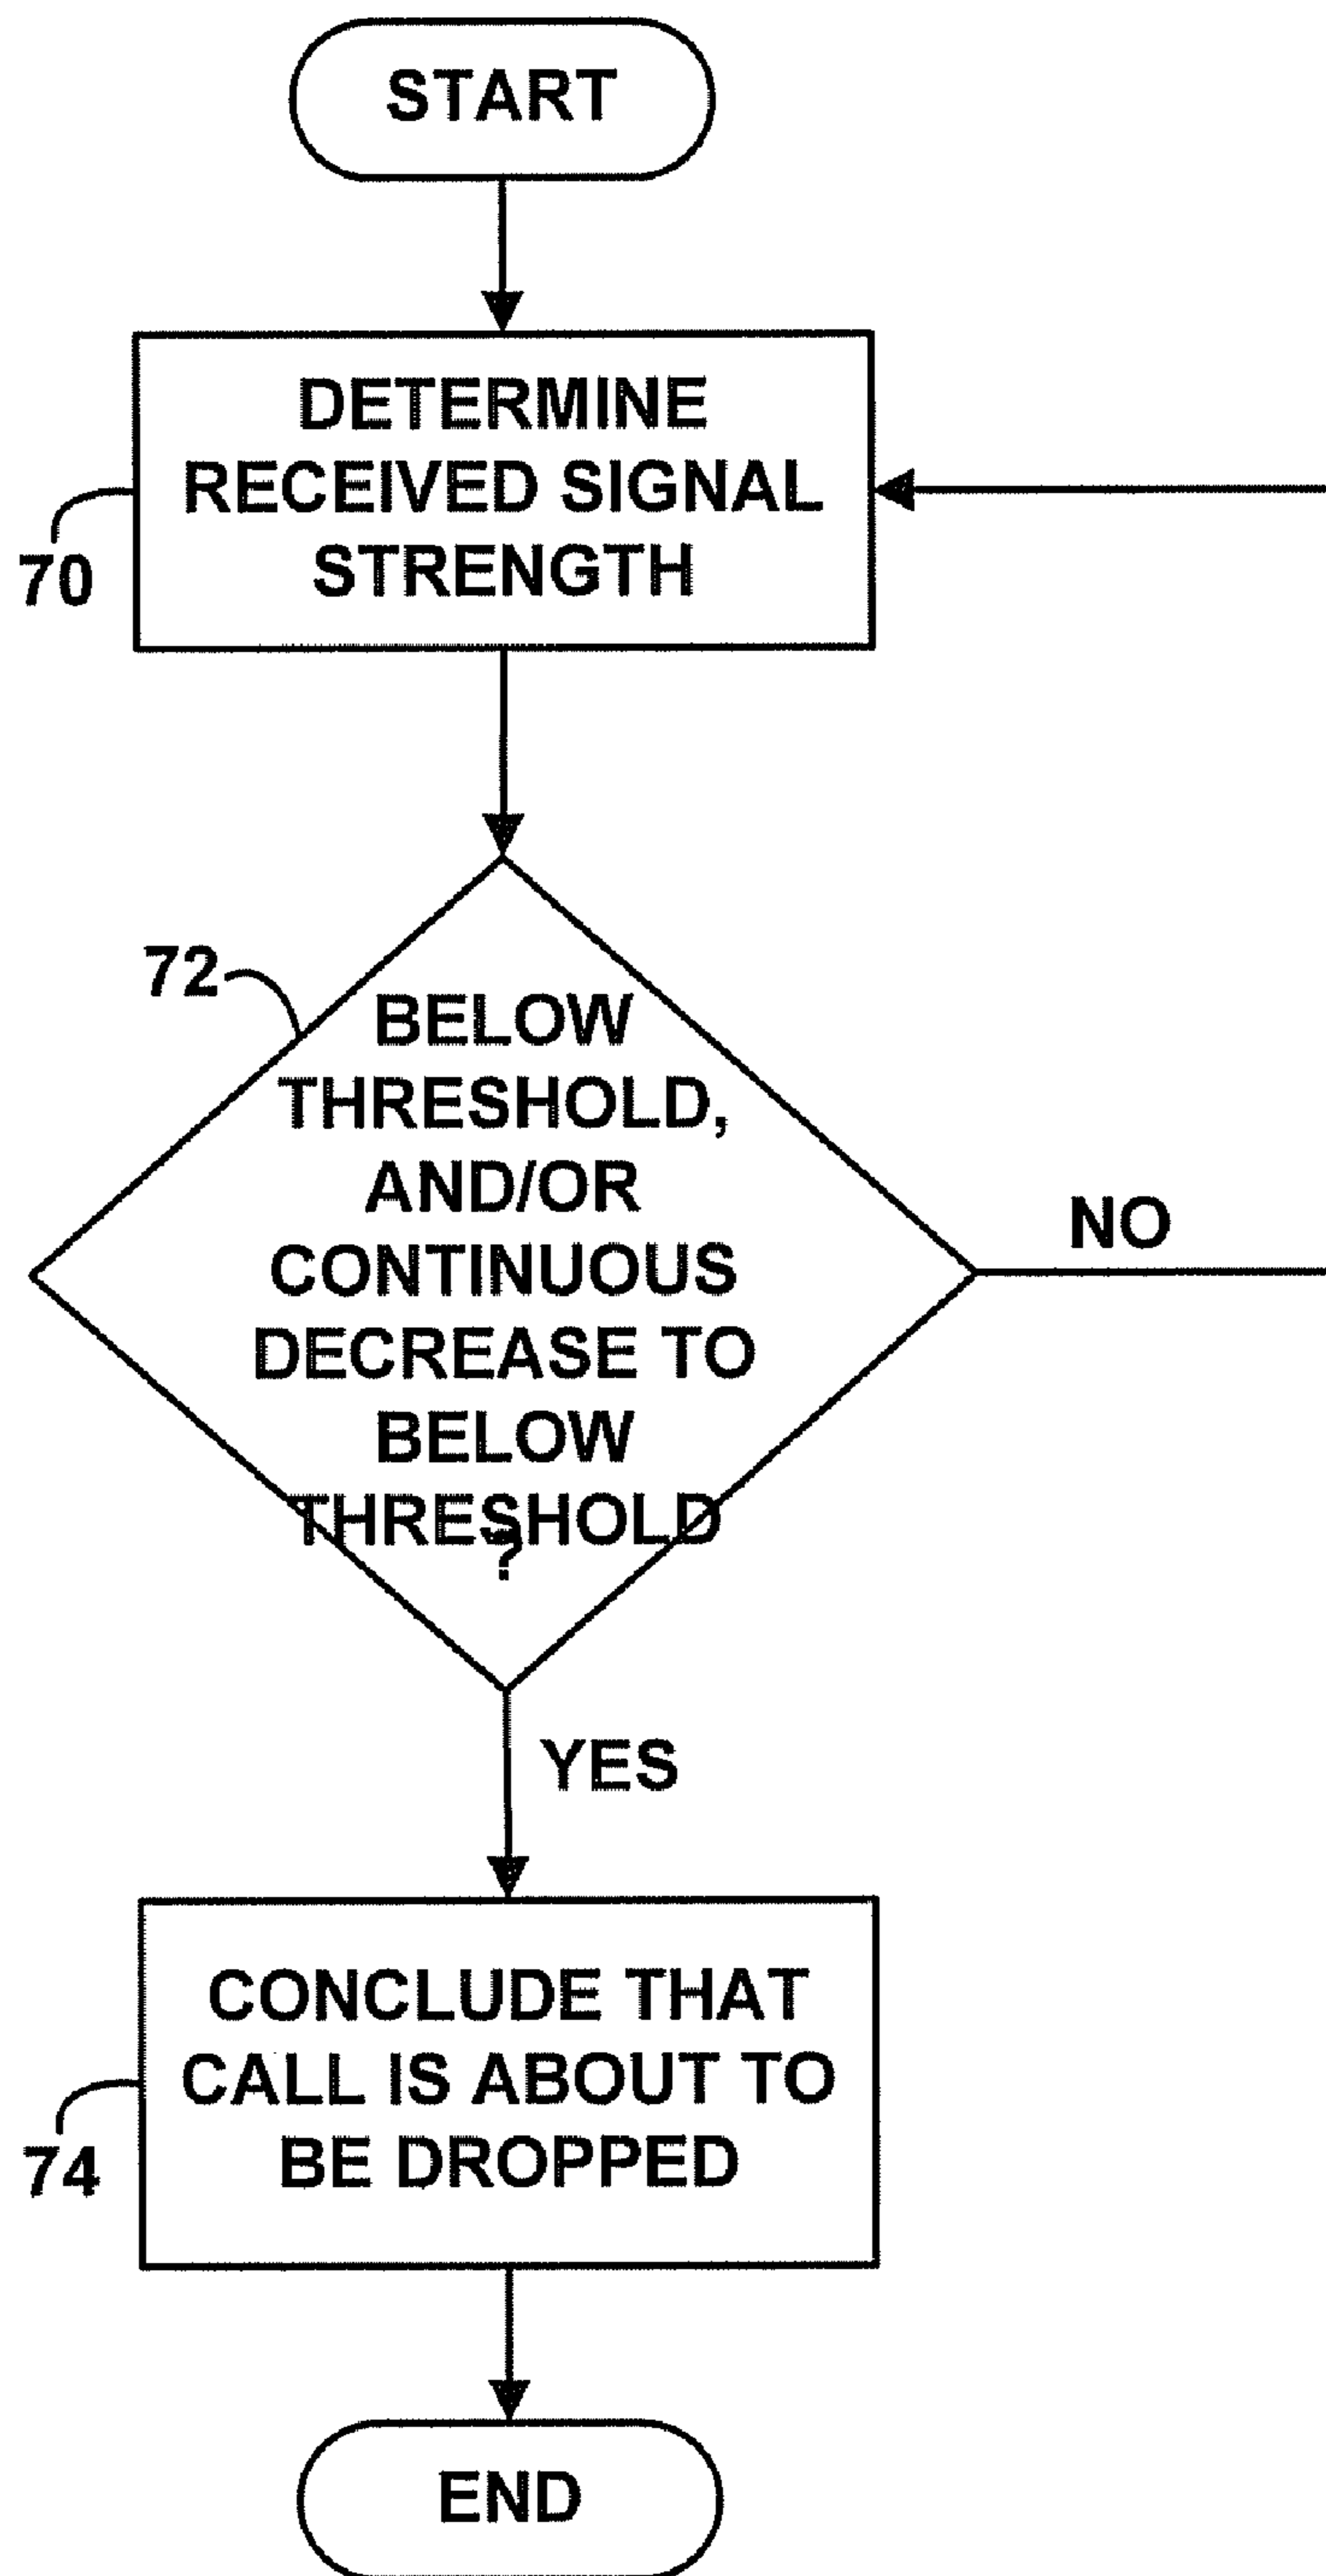 START
DETERMINE
RECEIVED SIGNAL
STRENGTH
70
72
BELOW
THRESHOLD,
AND/OR
CONTINUOUS
DECREASE TO
BELOW
THRESHOLD
?
NO
YES
CONCLUDE THAT
CALL IS ABOUT TO
BE DROPPED
74
END